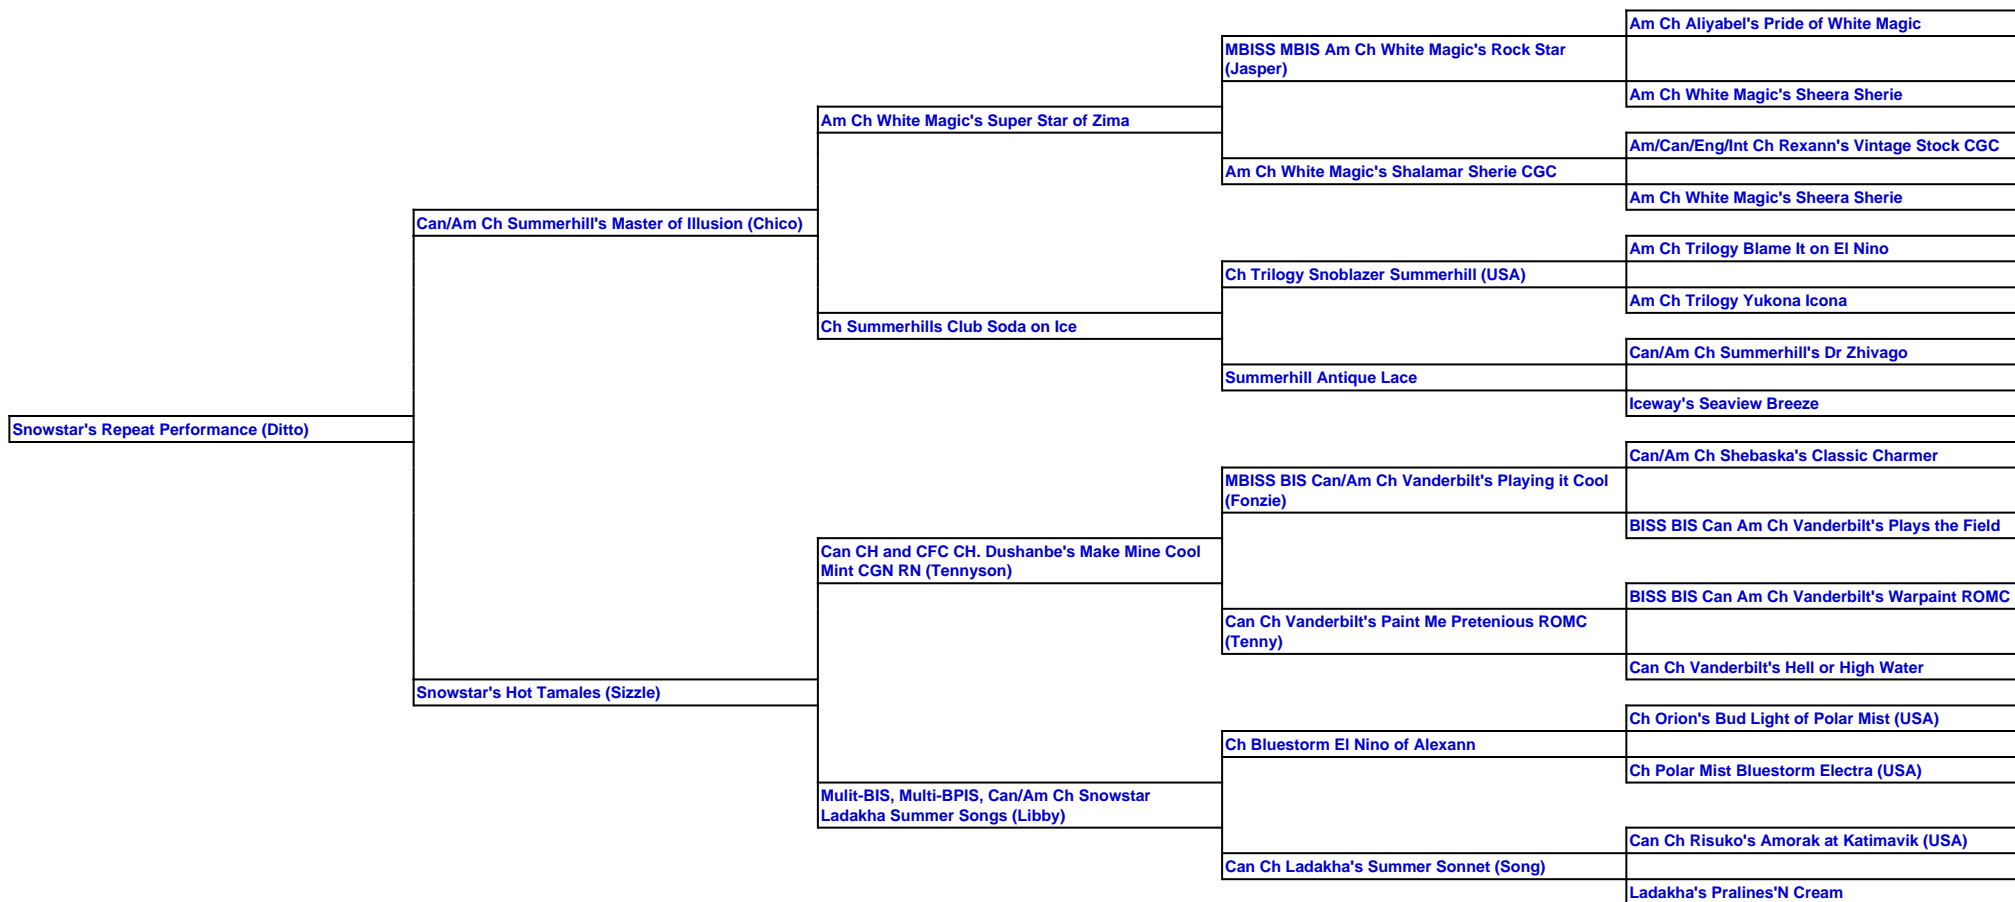 Am Ch Aliyabel's Pride of White Magic
MBISS MBIS Am Ch White Magic's Rock Star
(Jasper)
Am Ch White Magic's Sheera Sherie
Am Ch White Magic's Super Star of Zima
Am/Can/Eng/Int Ch Rexann's Vintage Stock CGC
Am Ch White Magic's Shalamar Sherie CGC
Am Ch White Magic's Sheera Sherie
Can/Am Ch Summerhill's Master of Illusion (Chico)
Am Ch Trilogy Blame It on El Nino
Ch Trilogy Snoblazer Summerhill (USA)
Am Ch Trilogy Yukona Icona
Ch Summerhills Club Soda on Ice
Can/Am Ch Summerhill's Dr Zhivago
Summerhill Antique Lace
Iceway's Seaview Breeze
Snowstar's Repeat Performance (Ditto)
Can/Am Ch Shebaska's Classic Charmer
MBISS BIS Can/Am Ch Vanderbilt's Playing it Cool
(Fonzie)
BISS BIS Can Am Ch Vanderbilt's Plays the Field
Can CH and CFC CH. Dushanbe's Make Mine Cool
Mint CGN RN (Tennyson)
BISS BIS Can Am Ch Vanderbilt's Warpaint ROMC
Can Ch Vanderbilt's Paint Me Pretenious ROMC
(Tenny)
Can Ch Vanderbilt's Hell or High Water
Snowstar's Hot Tamales (Sizzle)
Ch Orion's Bud Light of Polar Mist (USA)
Ch Bluestorm El Nino of Alexann
Ch Polar Mist Bluestorm Electra (USA)
Mulit-BIS, Multi-BPIS, Can/Am Ch Snowstar
Ladakha Summer Songs (Libby)
Can Ch Risuko's Amorak at Katimavik (USA)
Can Ch Ladakha's Summer Sonnet (Song)
Ladakha's Pralines'N Cream